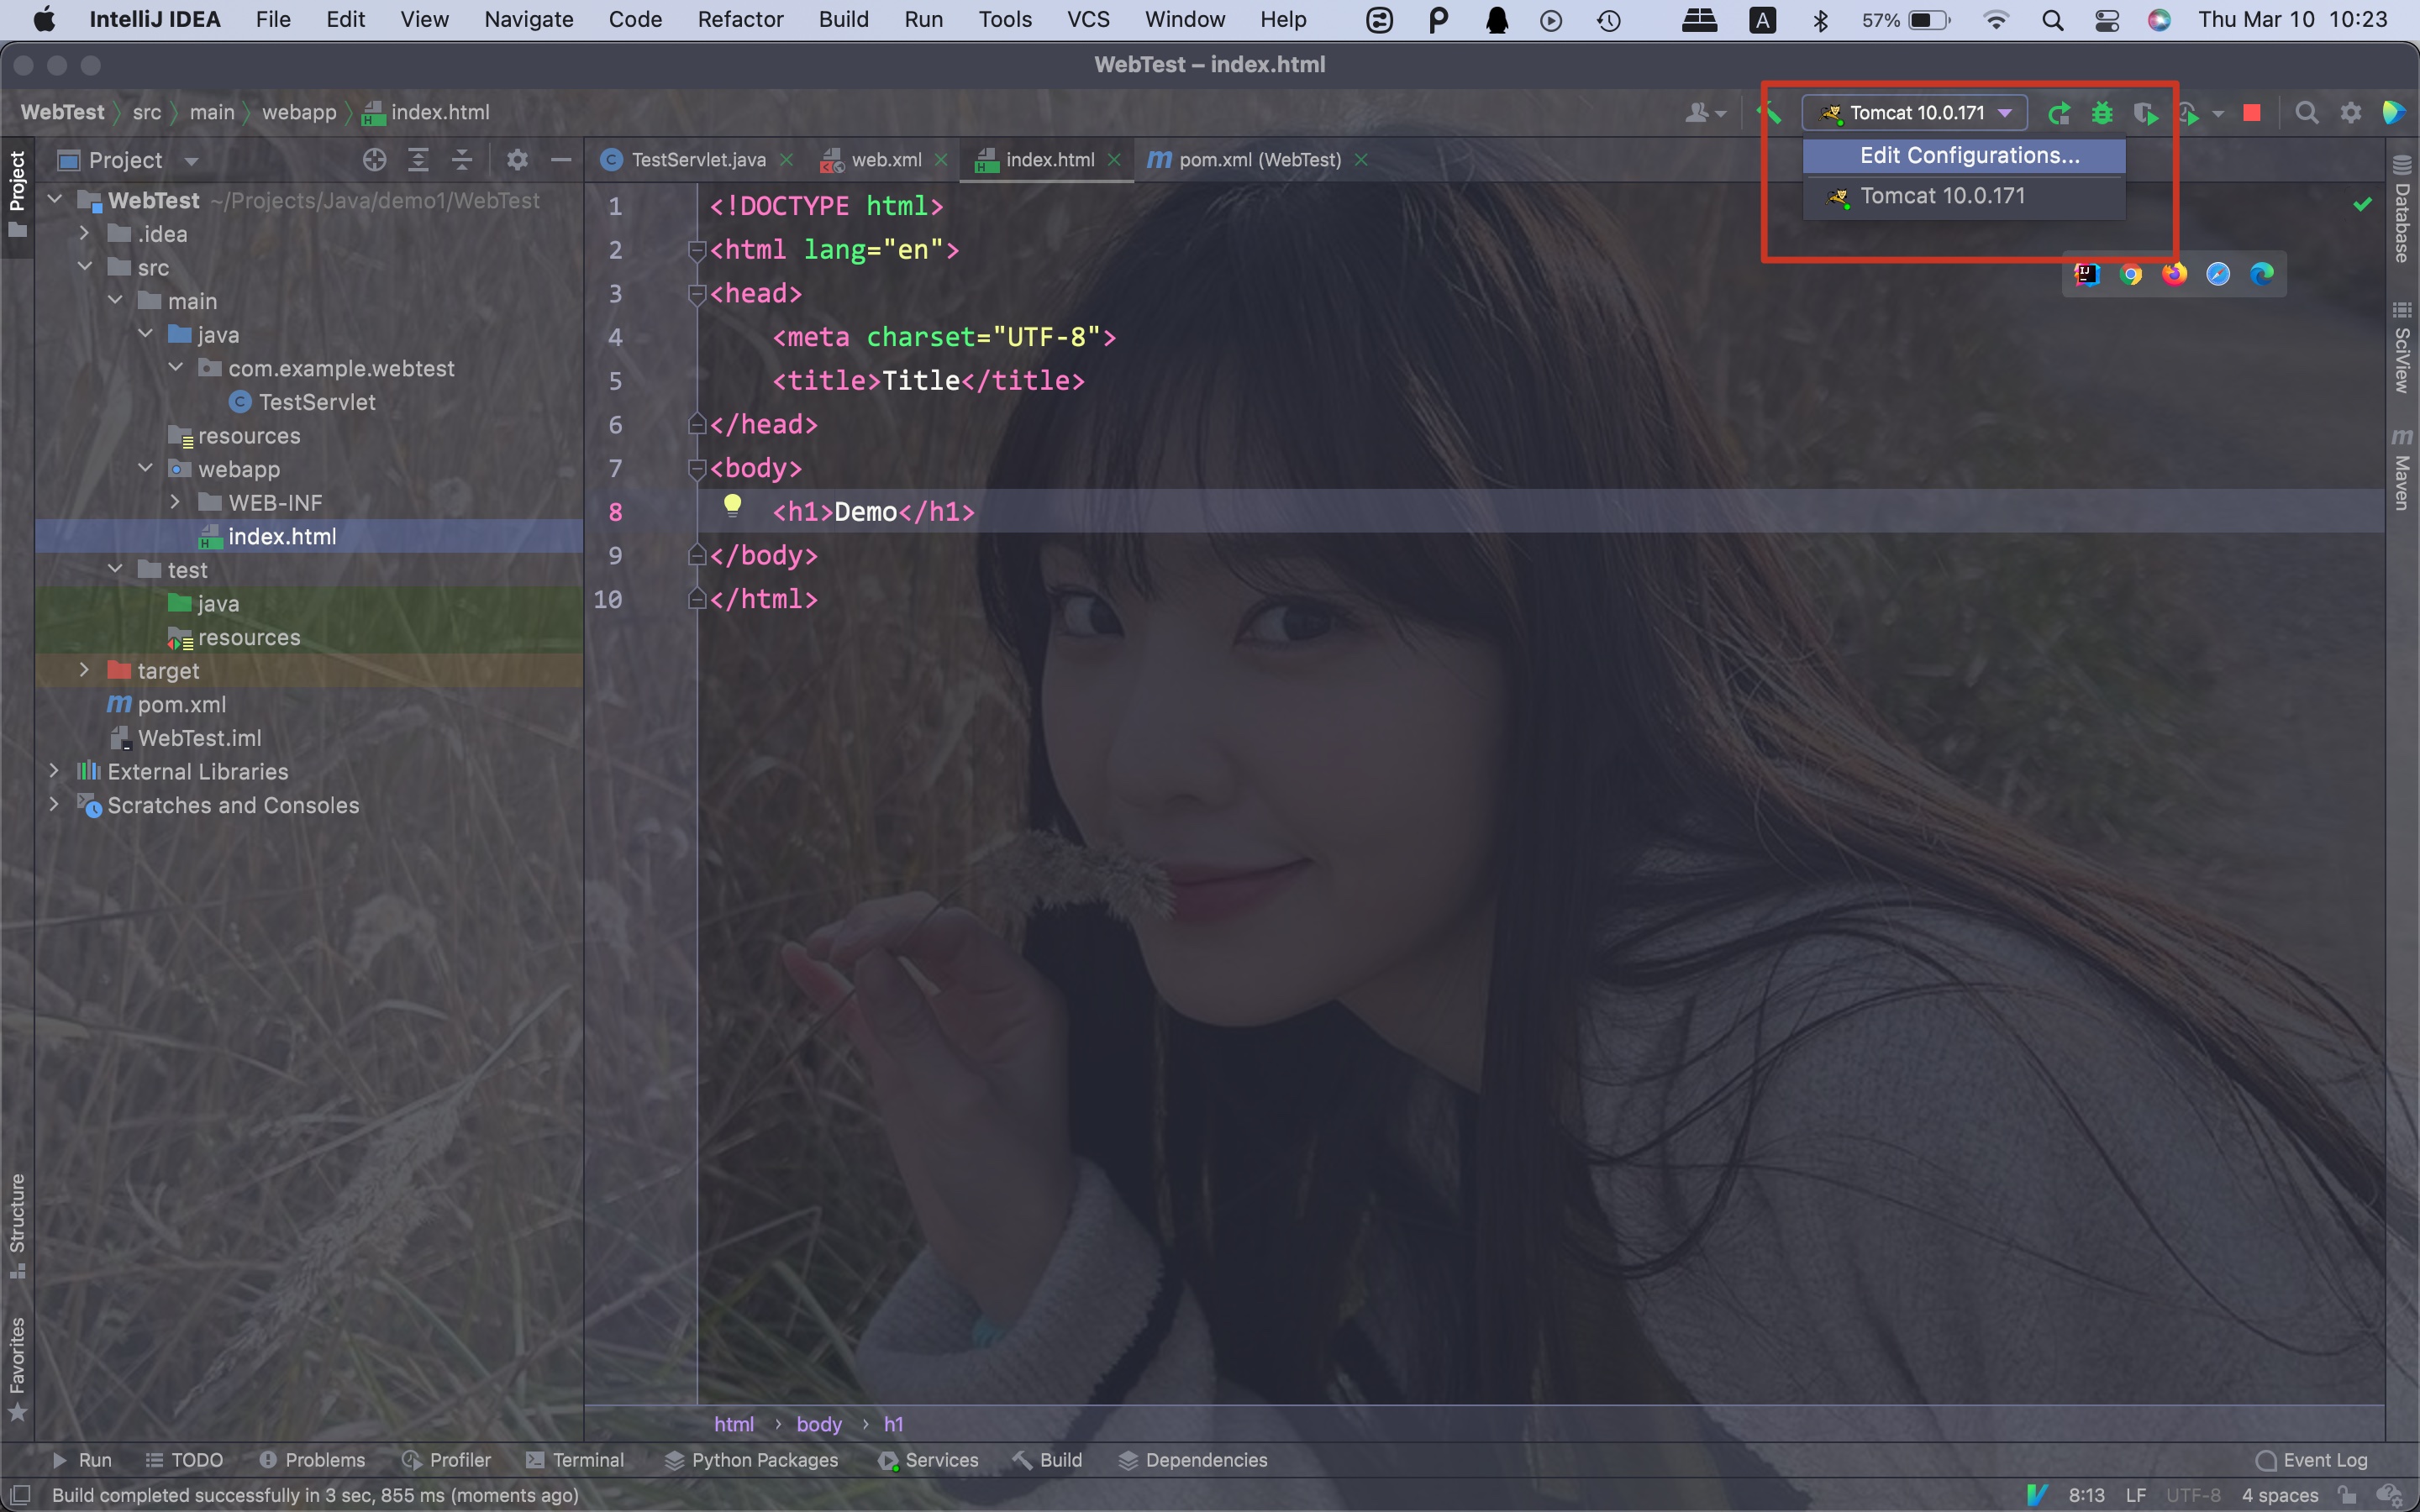 IntelliJ IDEA File Edit View Navigate Code Refactor Build Run Tools VCS Window Help A 57% Thu Mar 10 10:23
WebTest – index.html
WebTest src main webapp index.html
Tomcat 10.0.171
Edit Configurations...
Tomcat 10.0.171
Project
TestServlet.java web.xml index.html pom.xml (WebTest)
WebTest ~/Projects/Java/demo1/WebTest
.idea
src
main
java
com.example.webtest
TestServlet
resources
webapp
WEB-INF
index.html
test
java
resources
target
pom.xml
WebTest.iml
External Libraries
Scratches and Consoles
1 <!DOCTYPE html>
2 <html lang="en">
3 <head>
4 <meta charset="UTF-8">
5 <title>Title</title>
6 </head>
7 <body>
8 <h1>Demo</h1>
9 </body>
10 </html>
Project
Structure
Favorites
Database
SciView
Maven
html › body › h1
Run TODO Problems Profiler Terminal Python Packages Services Build Dependencies Event Log
Build completed successfully in 3 sec, 855 ms (moments ago) 8:13 LF UTF-8 4 spaces